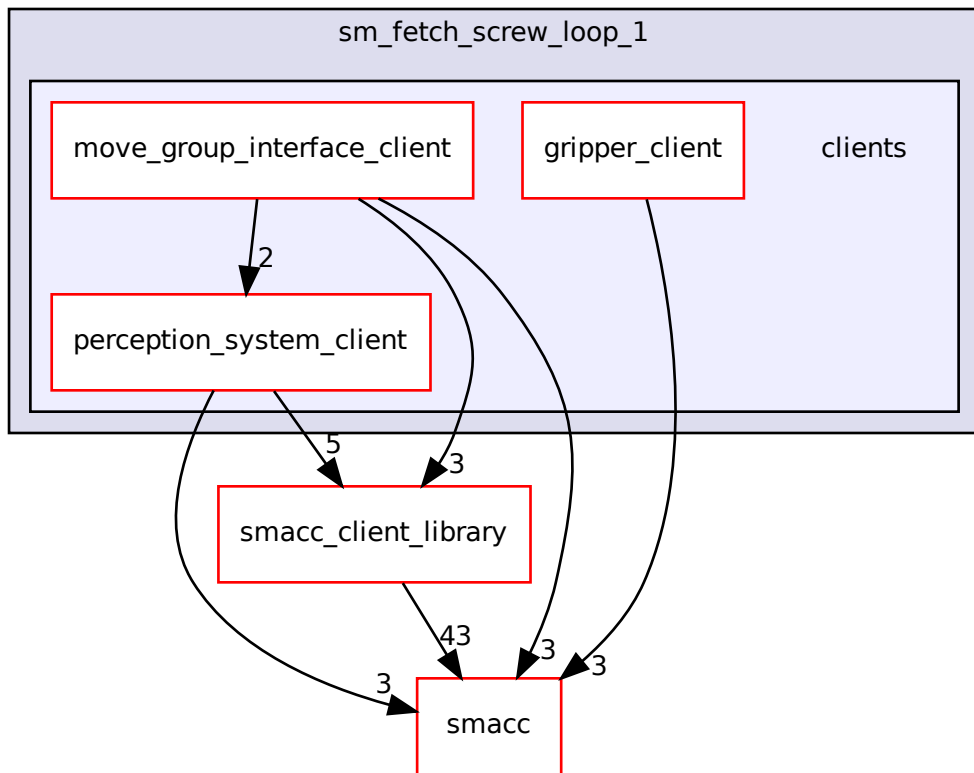 sm_fetch_screw_loop_1
move_group_interface_client
gripper_client
clients
2
perception_system_client
5
3
smacc_client_library
43
3
3
3
smacc